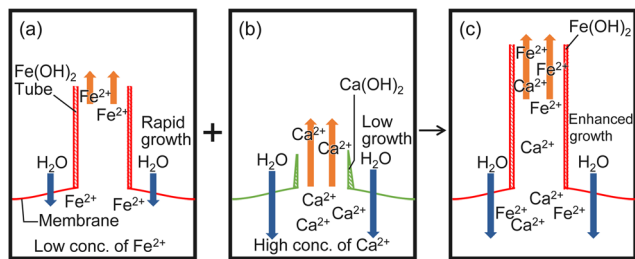 (a)
Fe(OH)₂
Tube
Fe²⁺
Fe²⁺
Rapid
growth
H₂O
H₂O
Fe²⁺
Fe²⁺
Membrane
Low conc. of Fe²⁺
+
(b)
Ca(OH)₂
Low
growth
Ca²⁺
Ca²⁺
H₂O
H₂O
Ca²⁺
Ca²⁺
Ca²⁺
High conc. of Ca²⁺
(c)
Fe(OH)₂
Fe²⁺
Fe²⁺
Ca²⁺
Fe²⁺
Enhanced
growth
Ca²⁺
H₂O
H₂O
Ca²⁺
Fe²⁺
Fe²⁺
Ca²⁺